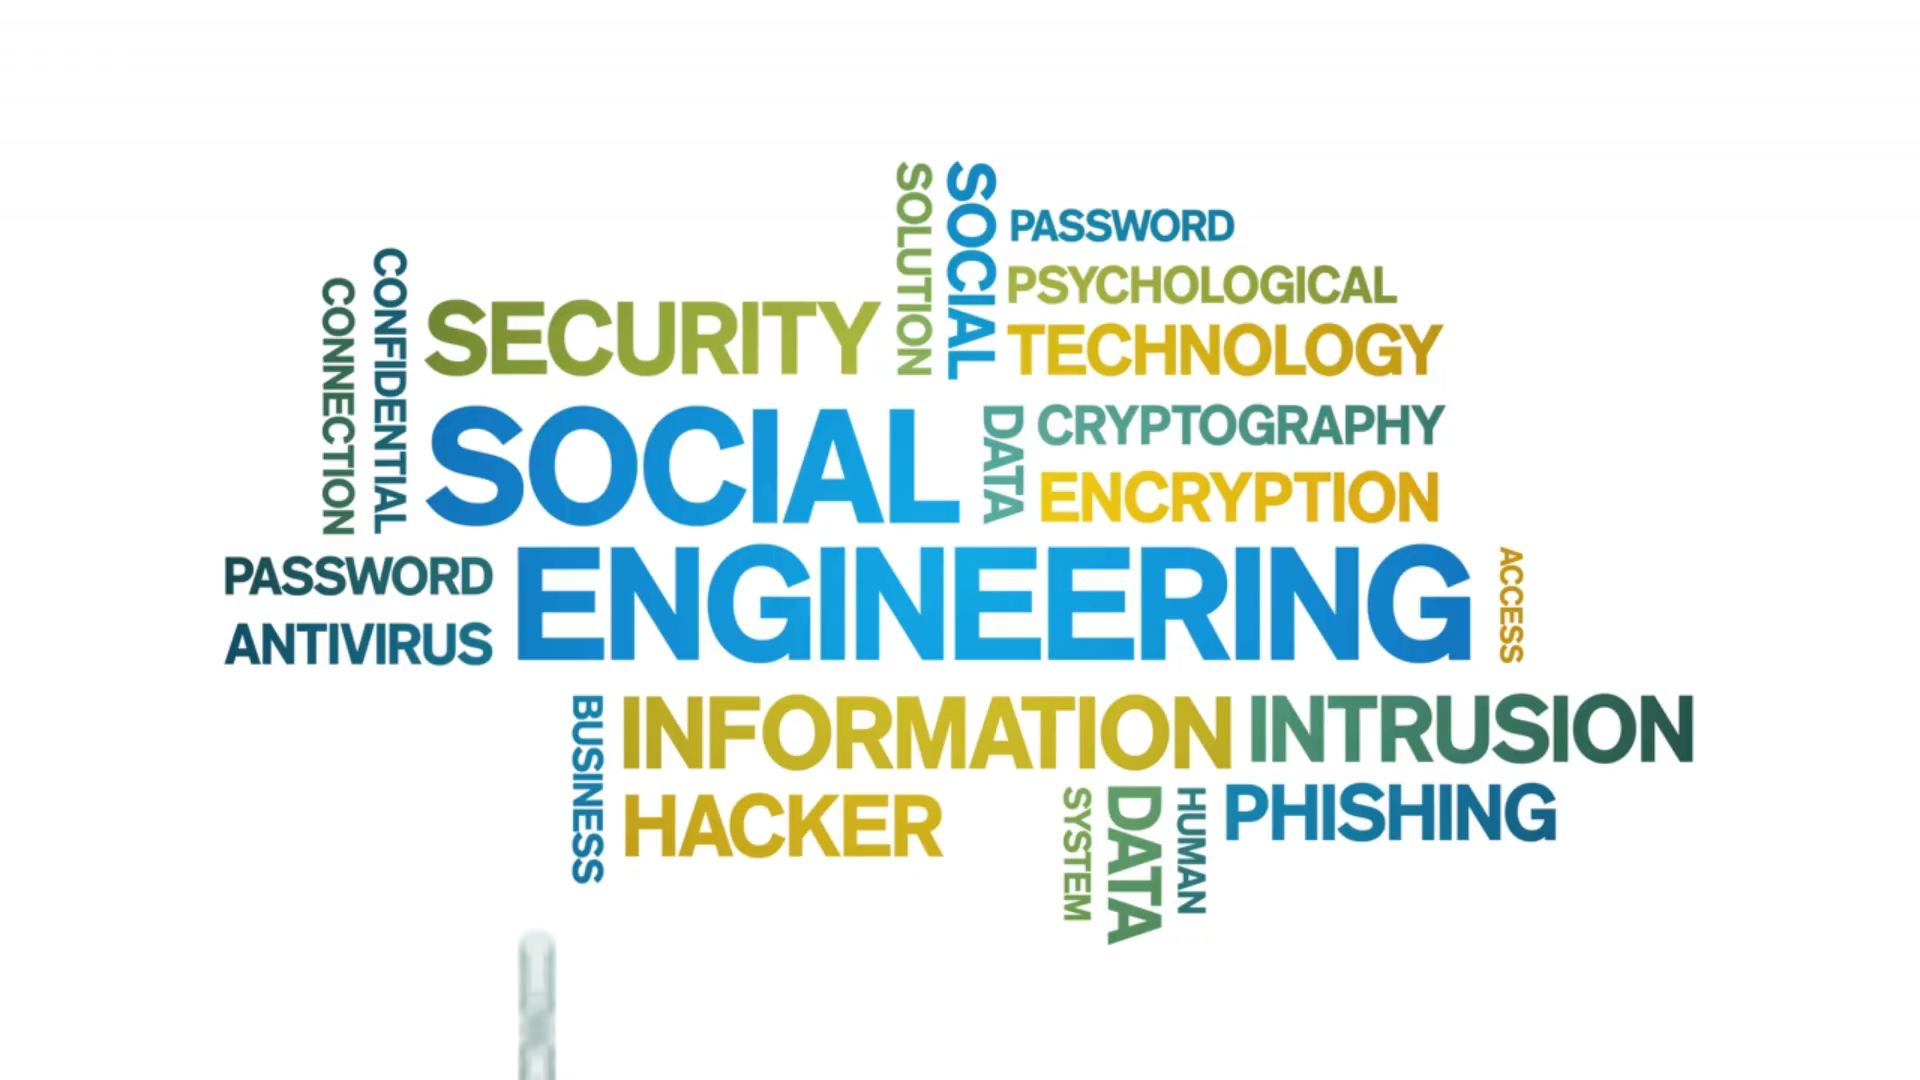 SOLUTION
SOCIAL
PASSWORD
PSYCHOLOGICAL
TECHNOLOGY
CONNECTION
CONFIDENTIAL
SECURITY
SOCIAL
DATA
CRYPTOGRAPHY
ENCRYPTION
PASSWORD
ANTIVIRUS
ENGINEERING
ACCESS
BUSINESS
INFORMATION
INTRUSION
HACKER
SYSTEM
DATA
HUMAN
PHISHING